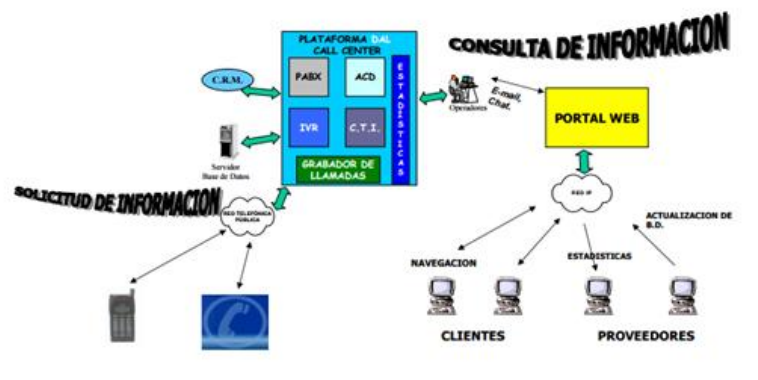 PLATAFORMA DAL
CALL CENTER
CONSULTA DE INFORMACION
C.R.M.
PABX
ACD
ESTADISTICAS
IVR
C.T.I.
GRABADOR DE
LLAMADAS
Operadores
E-mail,
Chat.
PORTAL WEB
Servidor
Base de Datos
SOLICITUD DE INFORMACION
RED TELEFÓNICA
PÚBLICA
RED IP
ACTUALIZACION DE
B.D.
NAVEGACION
ESTADISTICAS
CLIENTES
PROVEEDORES